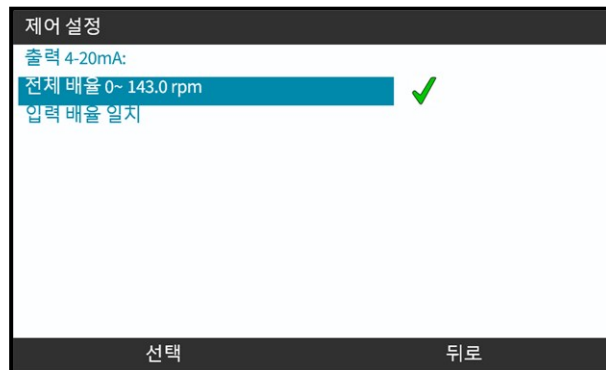 제어 설정
출력 4-20mA:
전체 배율 0~ 143.0 rpm
입력 배율 일치
선택 뒤로